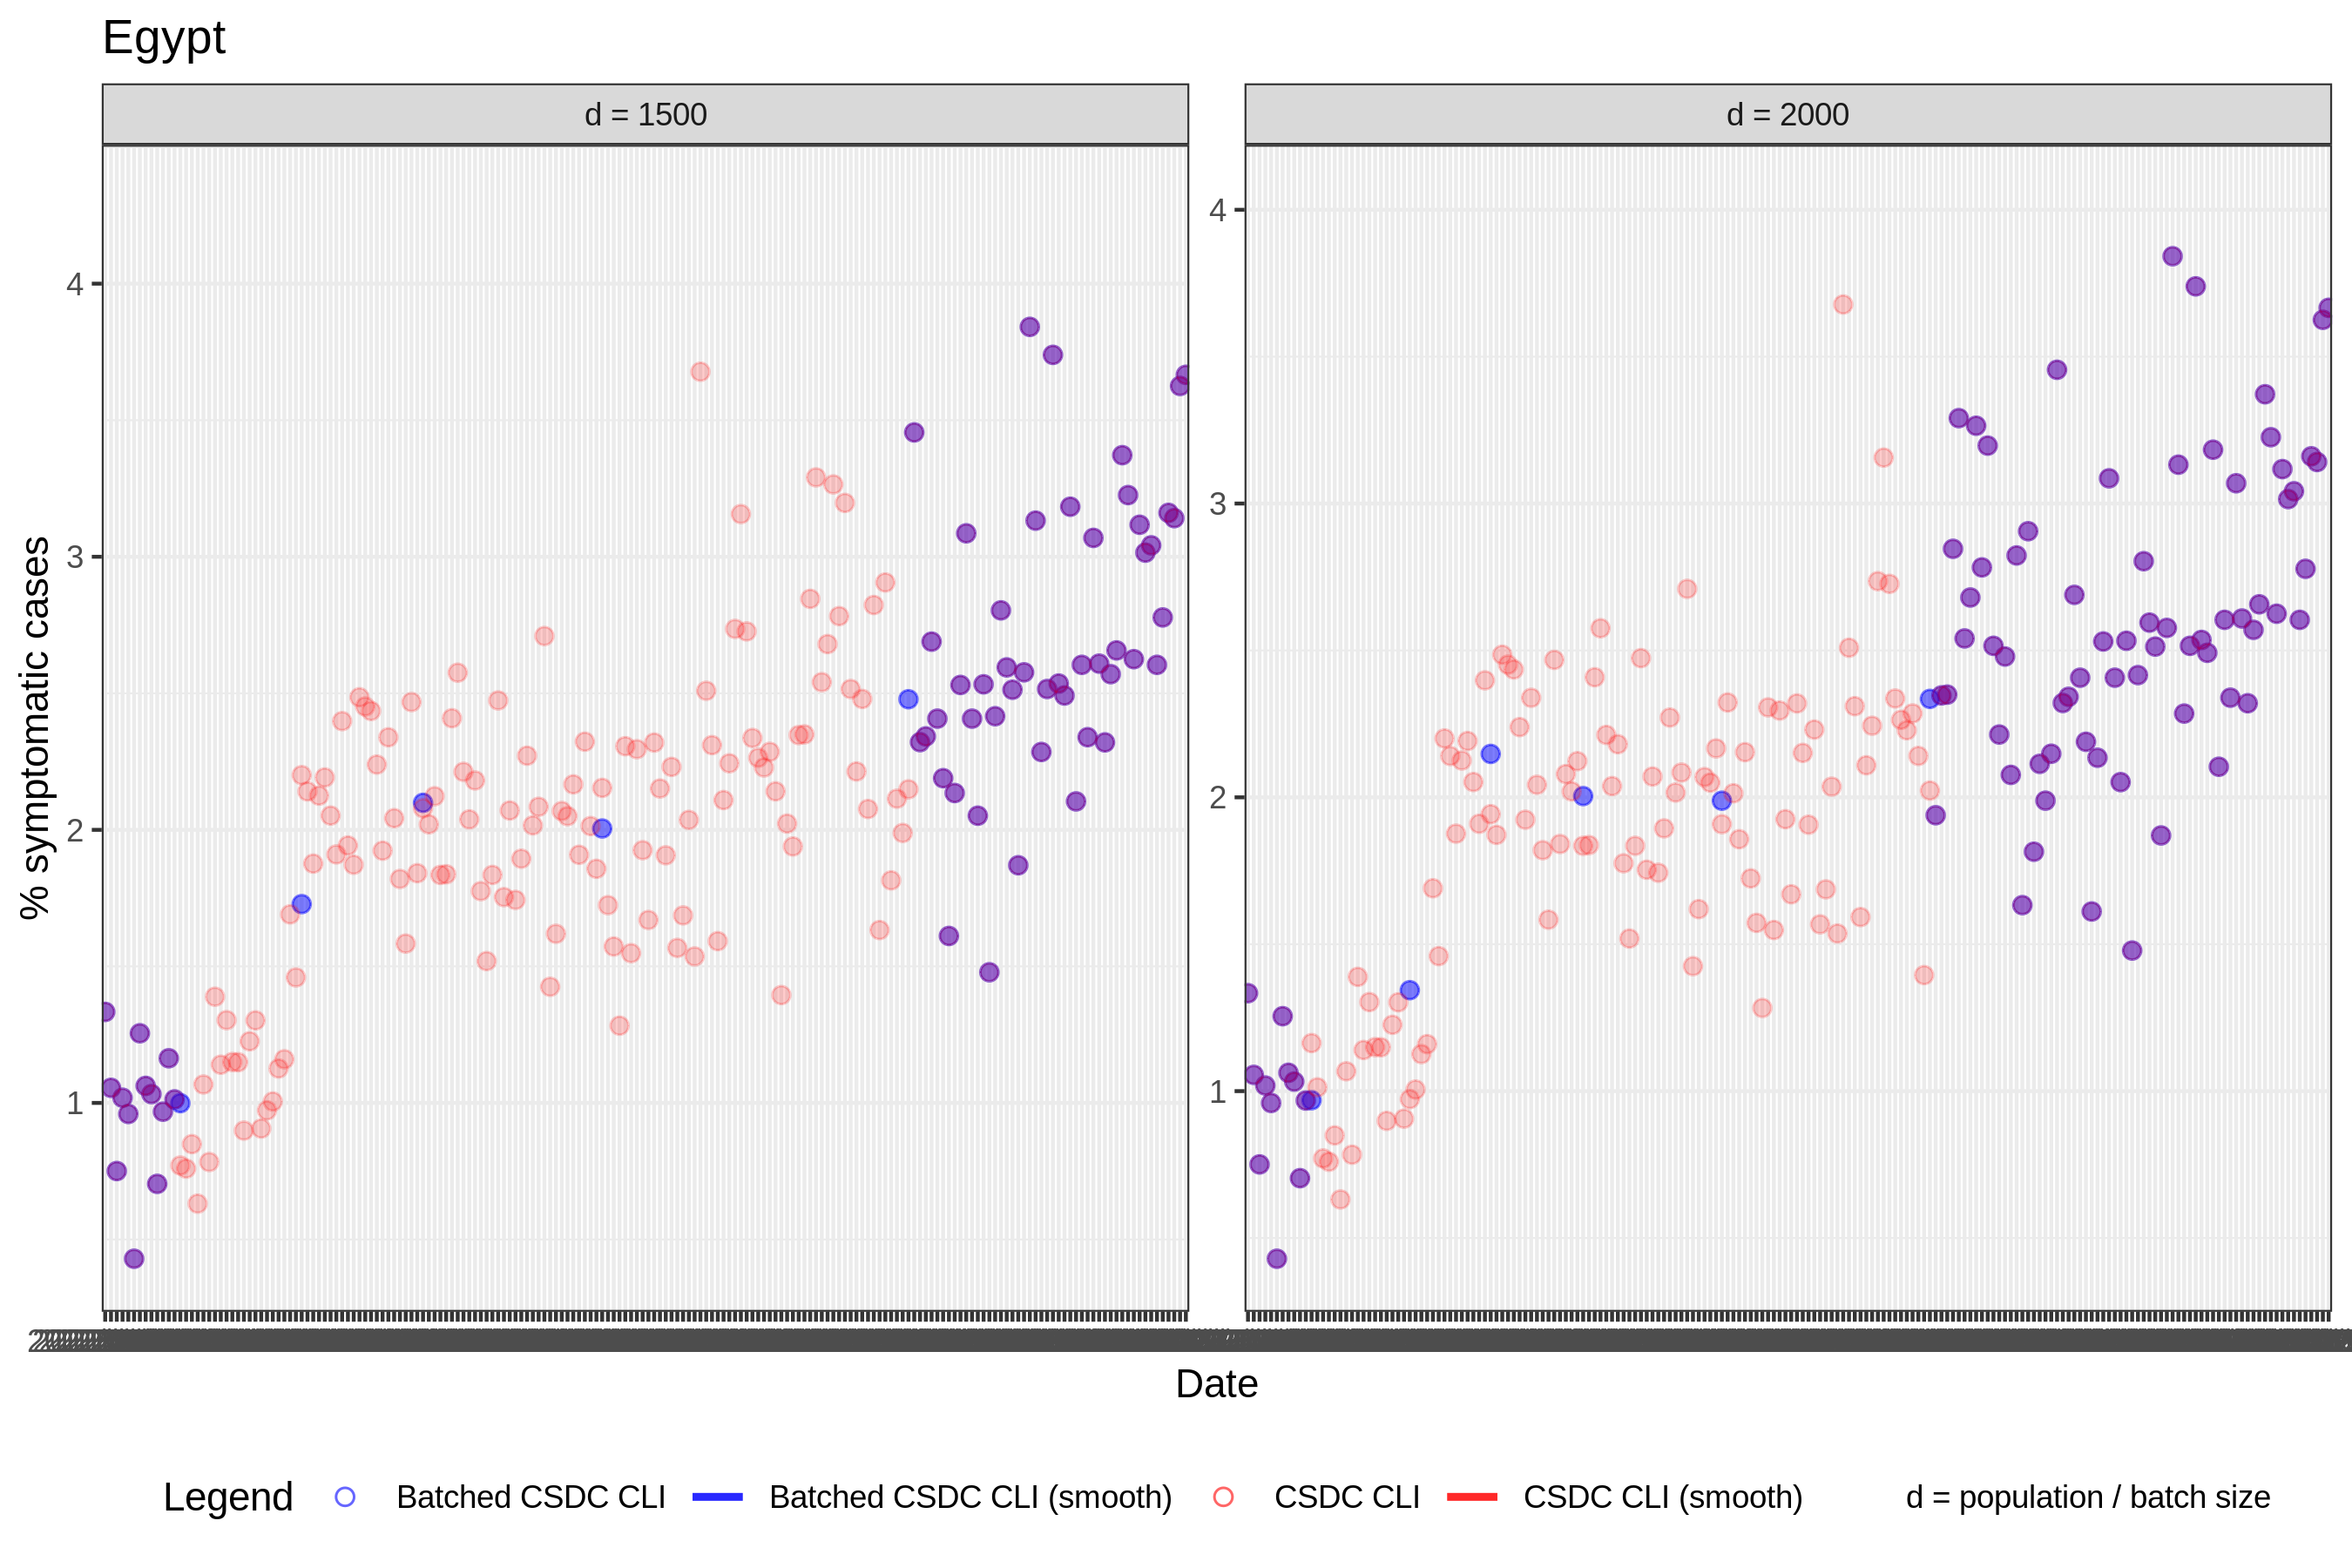 Egypt
d = 1500
d = 2000
4
3
2
1
4
3
2
1
% symptomatic cases
Date
Legend
Batched CSDC CLI
Batched CSDC CLI (smooth)
CSDC CLI
CSDC CLI (smooth)
d = population / batch size